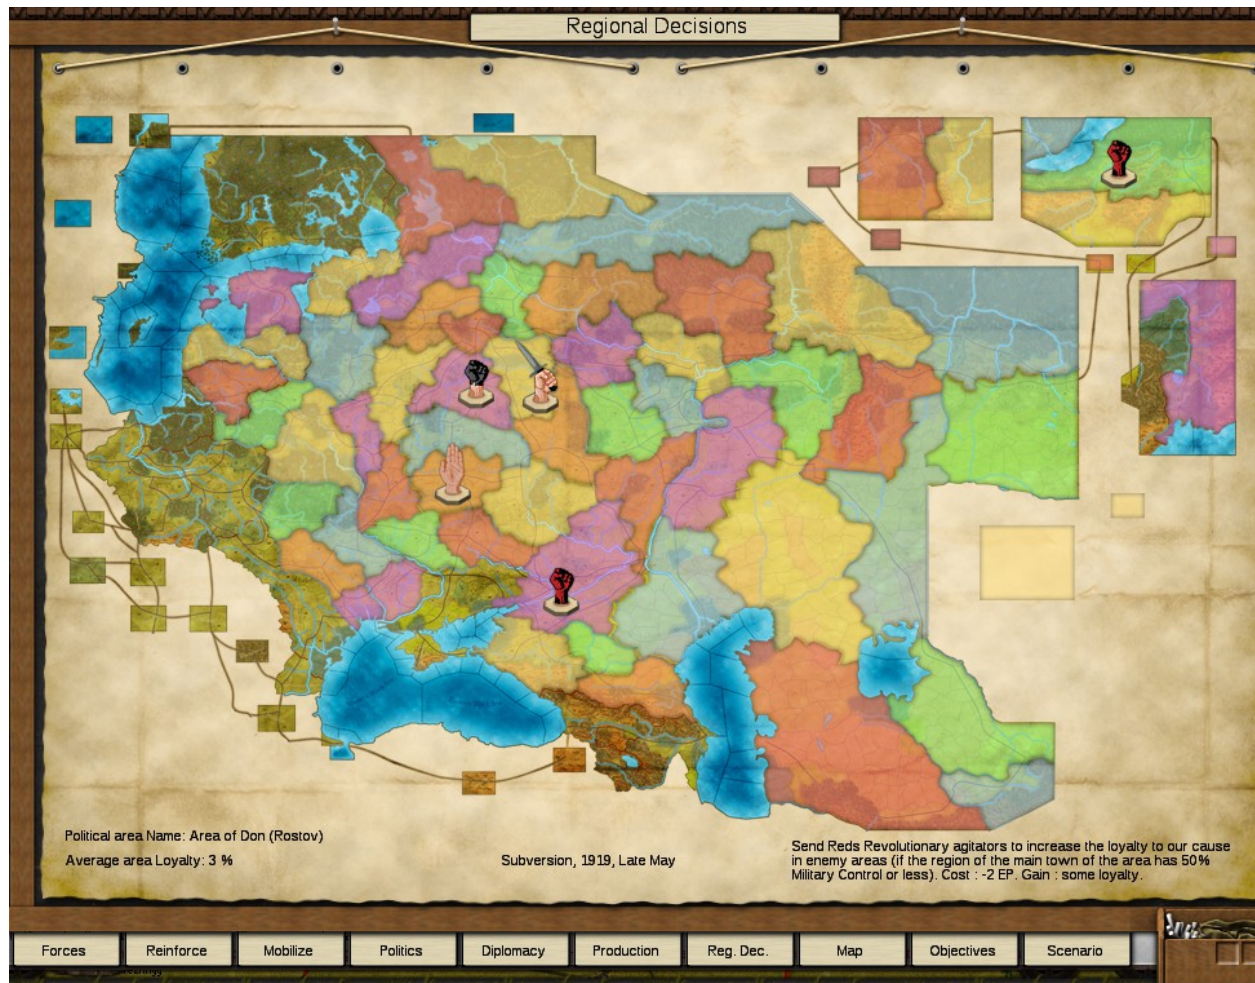 Regional Decisions
Political area Name: Area of Don (Rostov)
Average area Loyalty: 3 %
Subversion, 1919, Late May
Send Reds Revolutionary agitators to increase the loyalty to our cause
in enemy areas (if the region of the main town of the area has 50%
Military Control or less). Cost : -2 EP. Gain : some loyalty.
Forces
Reinforce
Mobilize
Politics
Diplomacy
Production
Reg. Dec.
Map
Objectives
Scenario